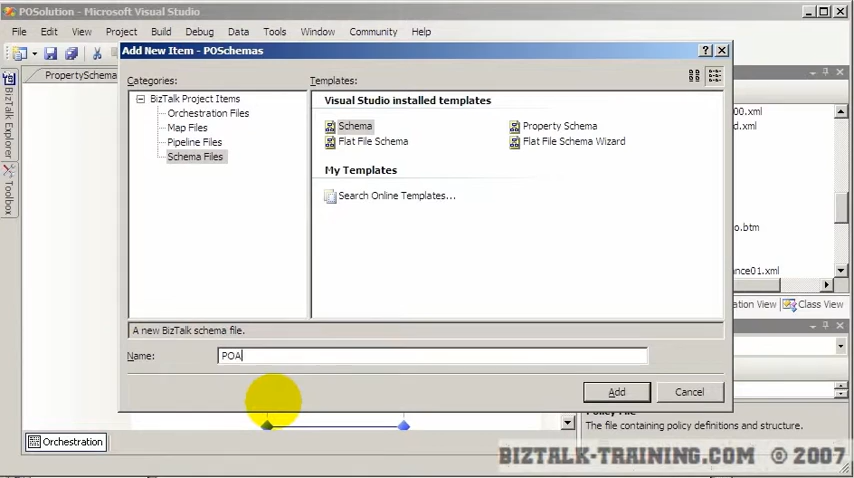 POSolution - Microsoft Visual Studio
File Edit View Project Build Debug Data Tools Window Community Help
Add New Item - POSchemas
PropertySchema
BizTalk Explorer
Toolbox
Categories:
BizTalk Project Items
Orchestration Files
Map Files
Pipeline Files
Schema Files
Templates:
Visual Studio installed templates
Schema
Property Schema
Flat File Schema
Flat File Schema Wizard
My Templates
Search Online Templates...
A new BizTalk schema file.
Name:
POA
Add
Cancel
00.xml
d.xml
o.btm
ance01.xml
ation View
Class View
Orchestration
Policy File
The file containing policy definitions and structure.
BIZTALK-TRAINING.COM © 2007